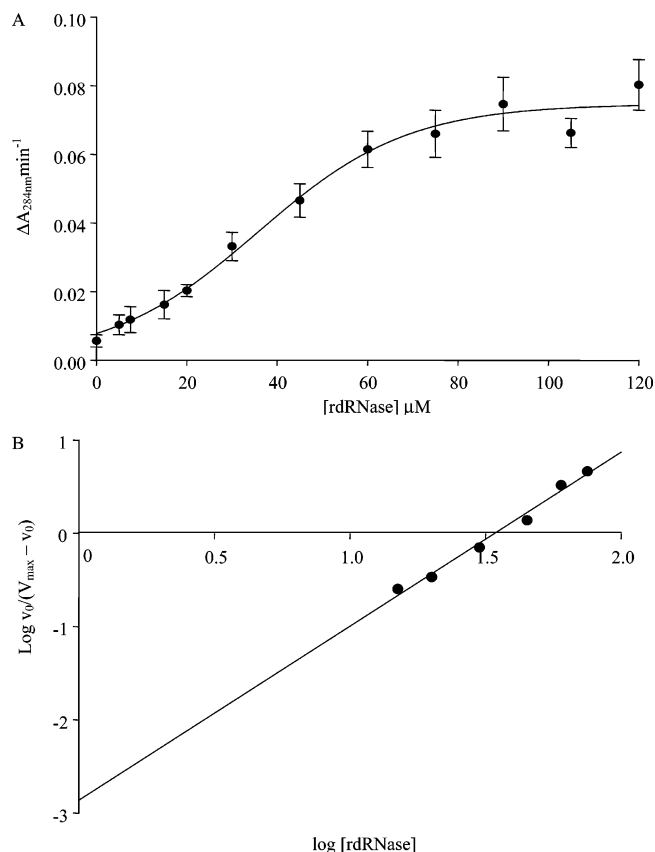 A
0.10
0.08
0.06
0.04
0.02
0.00
ΔA284nmmin-1
0 20 40 60 80 100 120
[rdRNase] µM
B
1
0
-1
-2
-3
Log v0/(Vmax – v0)
0 0.5 1.0 1.5 2.0
log [rdRNase]